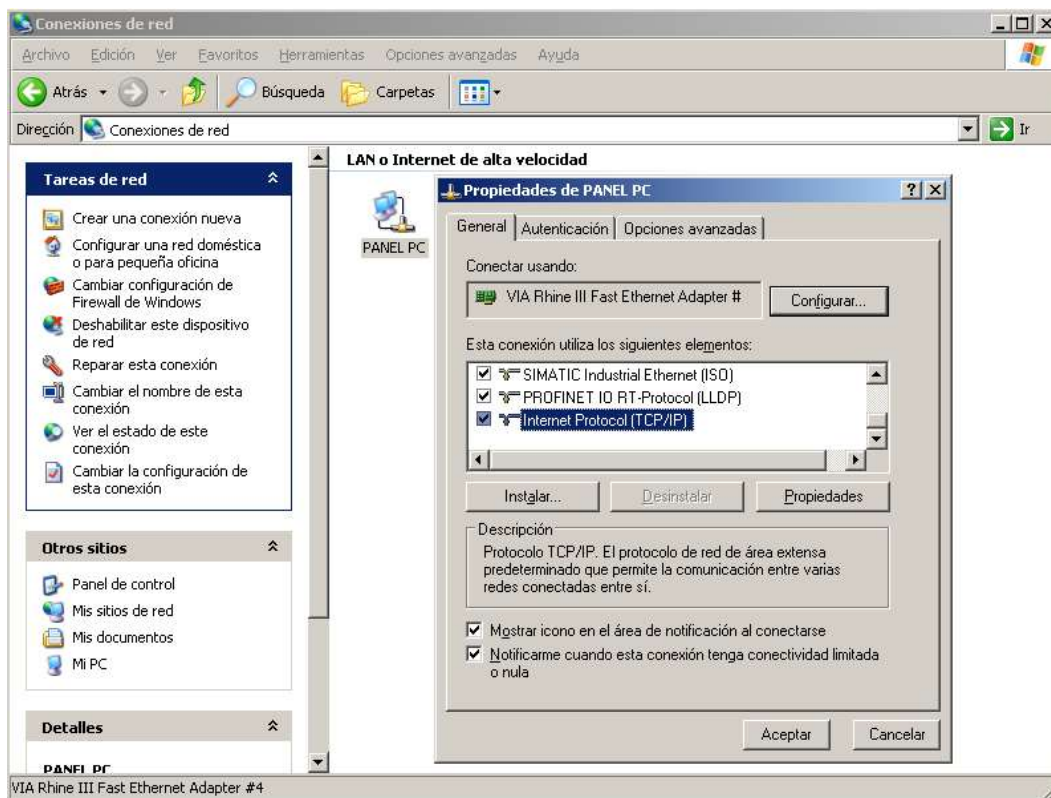 Conexiones de red
Archivo Edición Ver Favoritos Herramientas Opciones avanzadas Ayuda
Atrás Búsqueda Carpetas
Dirección Conexiones de red Ir
Tareas de red
Crear una conexión nueva
Configurar una red doméstica
o para pequeña oficina
Cambiar configuración de
Firewall de Windows
Deshabilitar este dispositivo
de red
Reparar esta conexión
Cambiar el nombre de esta
conexión
Ver el estado de este
conexión
Cambiar la configuración de
esta conexión
Otros sitios
Panel de control
Mis sitios de red
Mis documentos
Mi PC
Detalles
PANEL PC
LAN o Internet de alta velocidad
PANEL PC
Propiedades de PANEL PC
General Autenticación Opciones avanzadas
Conectar usando:
VIA Rhine III Fast Ethernet Adapter #
Configurar...
Esta conexión utiliza los siguientes elementos:
SIMATIC Industrial Ethernet (ISO)
PROFINET IO RT-Protocol (LLDP)
Internet Protocol (TCP/IP)
Instalar... Desinstalar Propiedades
Descripción
Protocolo TCP/IP. El protocolo de red de área extensa
predeterminado que permite la comunicación entre varias
redes conectadas entre sí.
Mostrar icono en el área de notificación al conectarse
Notificarme cuando esta conexión tenga conectividad limitada
o nula
Aceptar Cancelar
VIA Rhine III Fast Ethernet Adapter #4